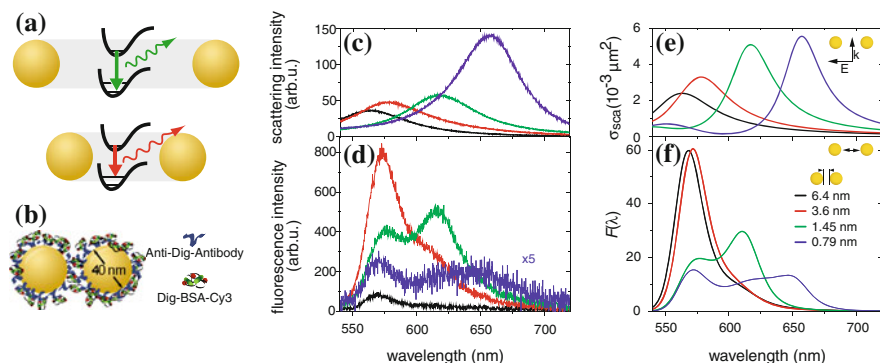 (a)
(b)
40 nm
Anti-Dig-Antibody
Dig-BSA-Cy3
(c)
scattering intensity
(arb.u.)
150
100
50
0
(d)
fluorescence intensity
(arb.u.)
800
600
400
200
0
x5
550 600 650 700
wavelength (nm)
(e)
σsca(10⁻³ μm²)
6
4
2
0
E
k
(f)
F(λ)
60
40
20
0
6.4 nm
3.6 nm
1.45 nm
0.79 nm
550 600 650 700
wavelength (nm)